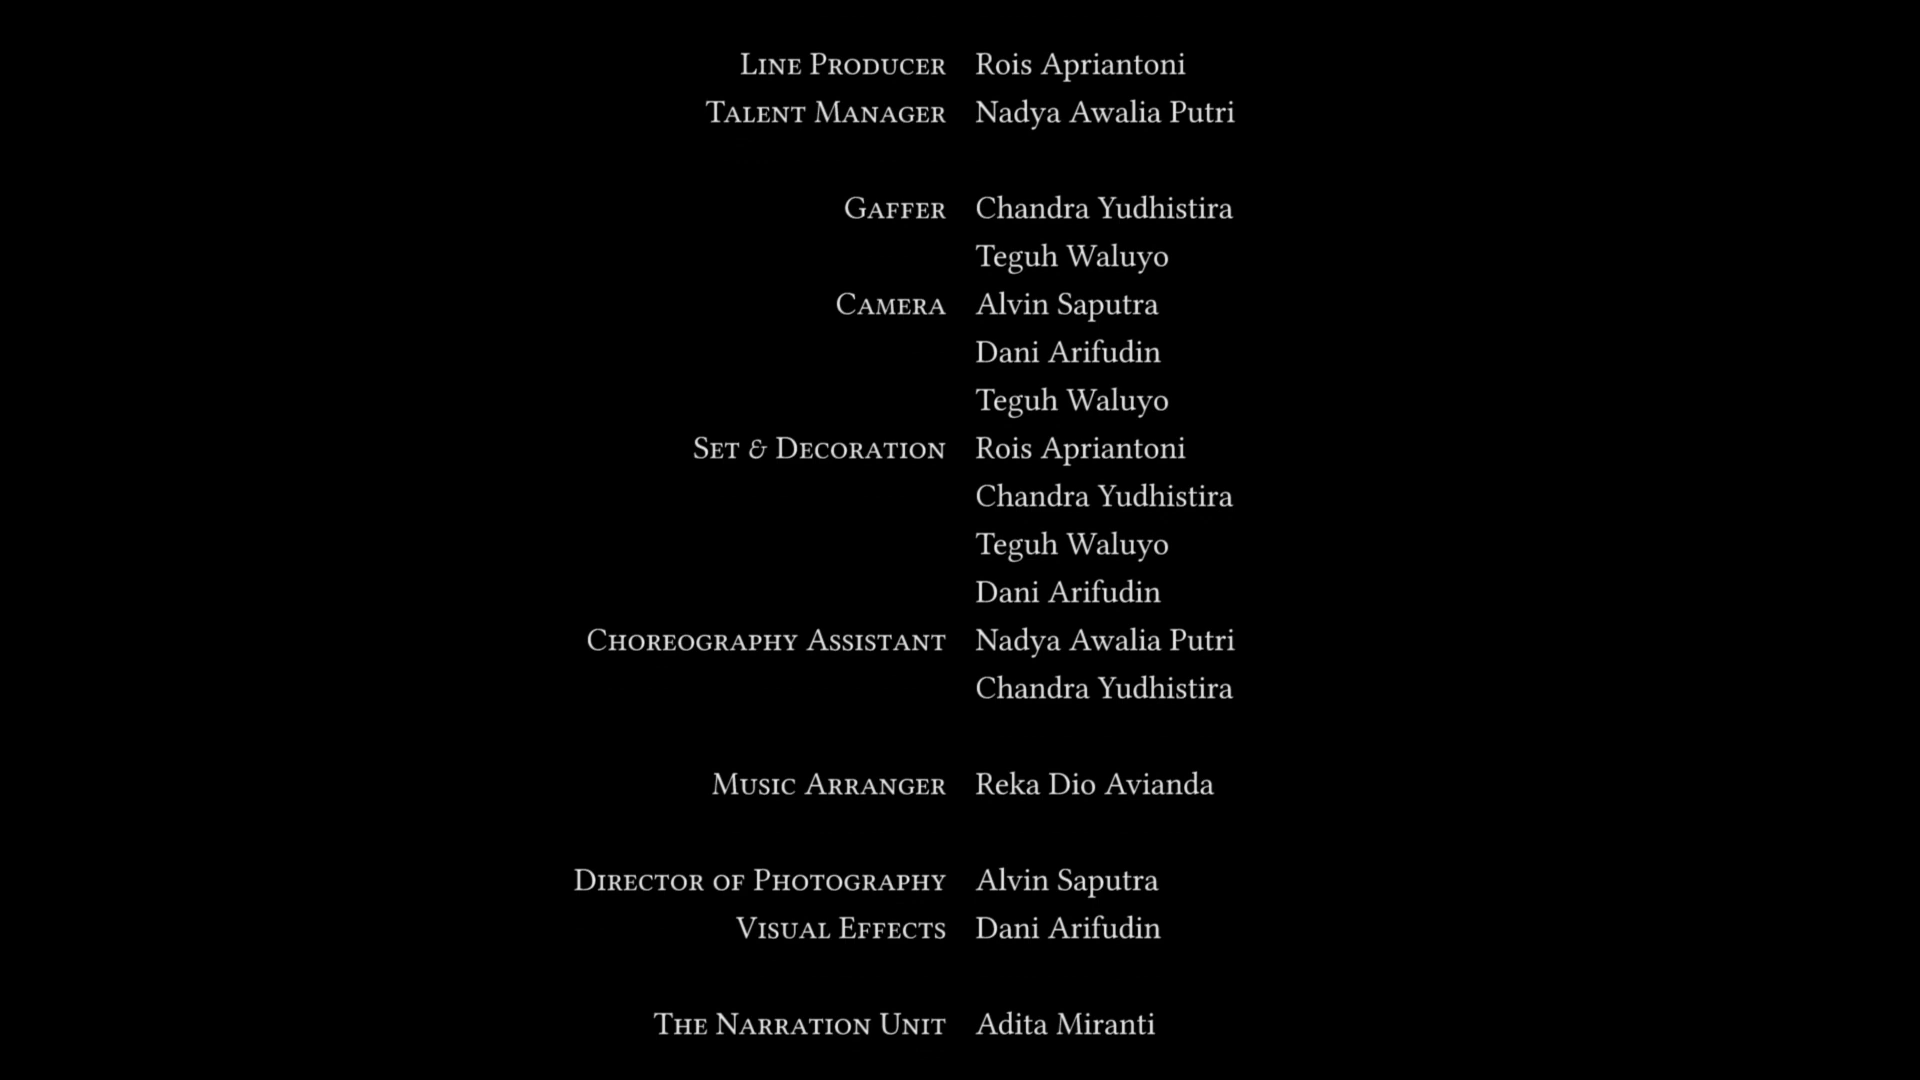 Line Producer Rois Apriantoni
Talent Manager Nadya Awalia Putri
Gaffer Chandra Yudhistira
Teguh Waluyo
Camera Alvin Saputra
Dani Arifudin
Teguh Waluyo
Set & Decoration Rois Apriantoni
Chandra Yudhistira
Teguh Waluyo
Dani Arifudin
Choreography Assistant Nadya Awalia Putri
Chandra Yudhistira
Music Arranger Reka Dio Avianda
Director of Photography Alvin Saputra
Visual Effects Dani Arifudin
The Narration Unit Adita Miranti